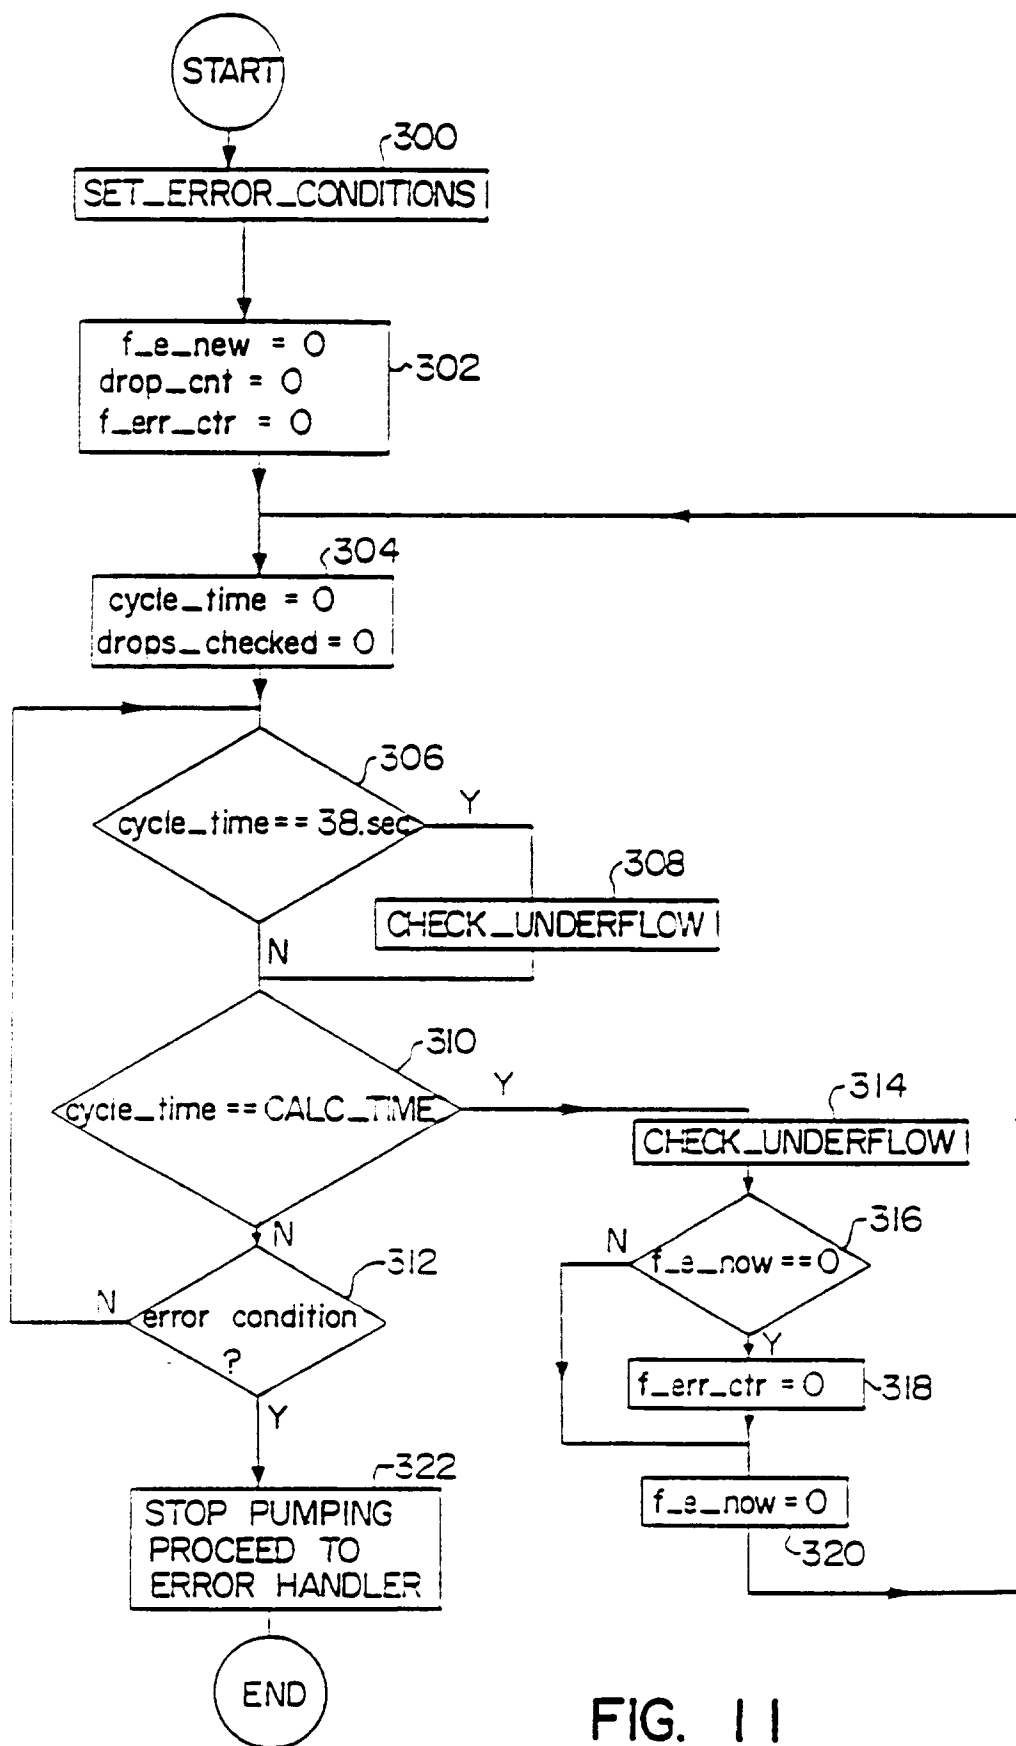 START
300
SET_ERROR_CONDITIONS
f_e_new = 0
drop_cnt = 0
f_err_ctr = 0
302
304
cycle_time = 0
drops_checked = 0
306
cycle_time == 38.sec
Y
308
CHECK_UNDERFLOW
N
310
cycle_time == CALC_TIME
Y
314
CHECK_UNDERFLOW
N
312
error condition
?
N
Y
316
f_e_now == 0
N
Y
f_err_ctr = 0
318
f_e_now = 0
320
322
STOP PUMPING
PROCEED TO
ERROR HANDLER
END
FIG. 11